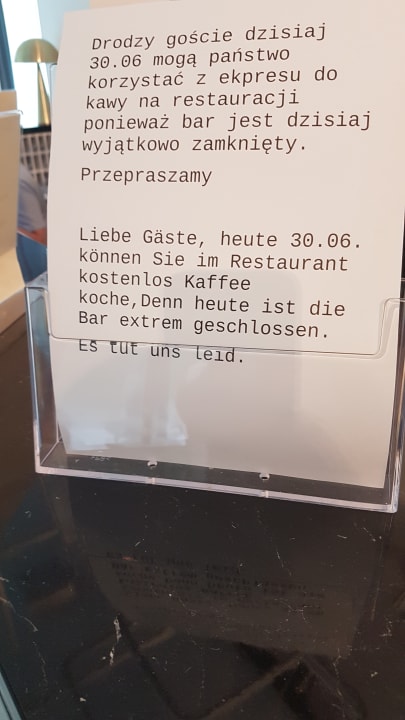 Drodzy goście dzisiaj
30.06 mogą państwo
korzystać z ekpresu do
kawy na restauracji
ponieważ bar jest dzisiaj
wyjątkowo zamknięty.
Przepraszamy
Liebe Gäste, heute 30.06.
können Sie im Restaurant
kostenlos Kaffee
koche,Denn heute ist die
Bar extrem geschlossen.
Es tut uns leid.